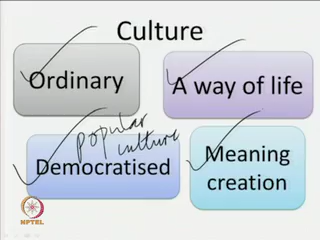 Culture
Ordinary
A way of life
popular
culture
Democratised
Meaning
creation
NPTEL